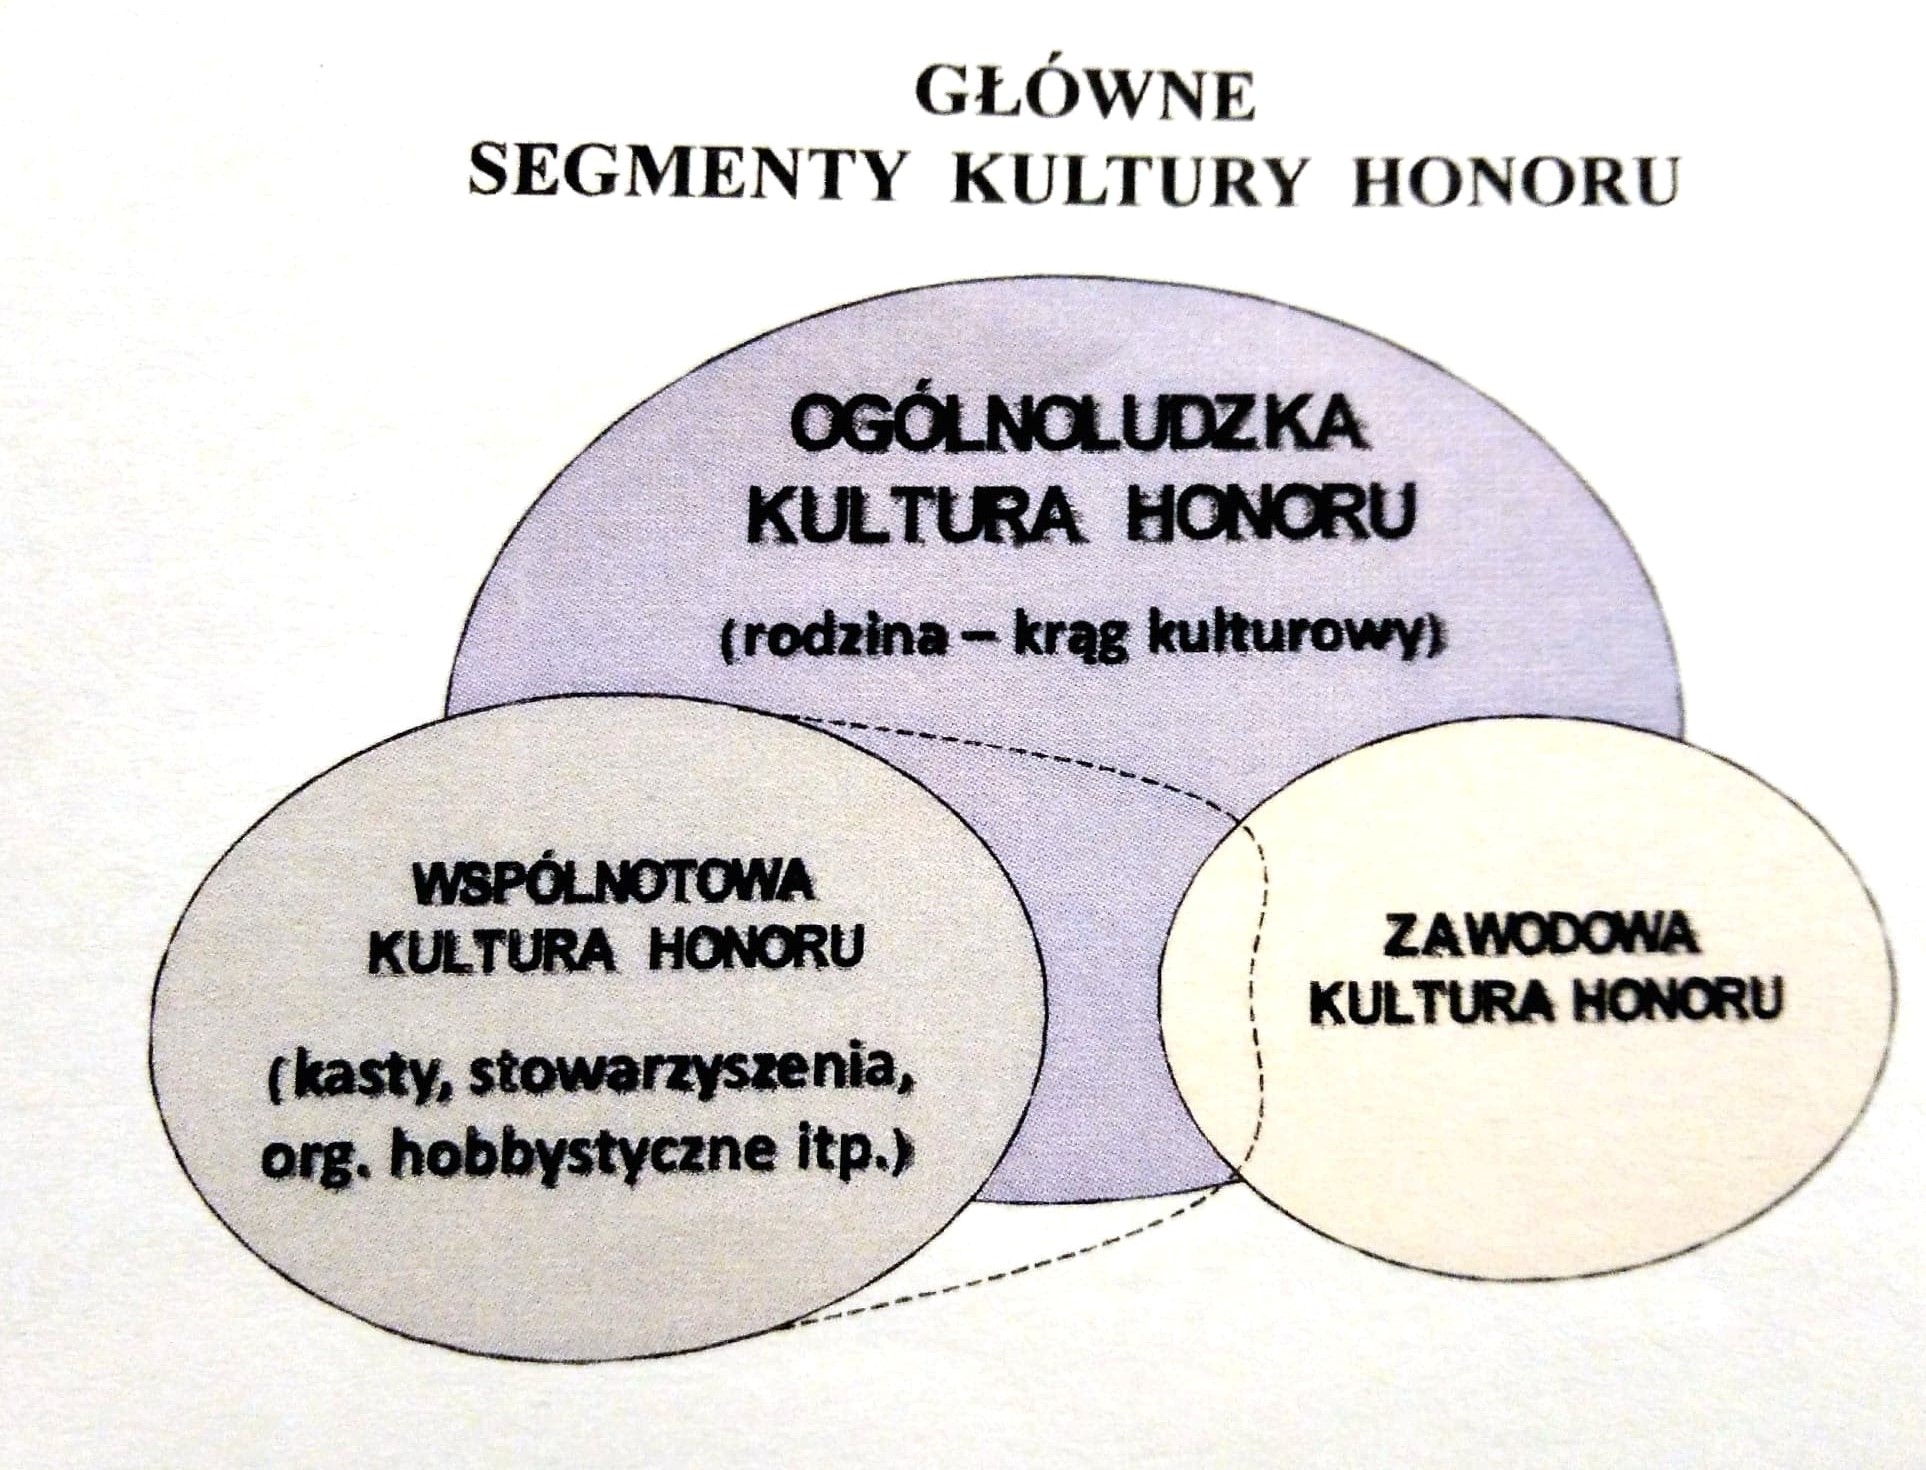 GŁÓWNE
SEGMENTY KULTURY HONORU
OGÓLNOLUDZKA
KULTURA HONORU
(rodzina – krąg kulturowy)
WSPÓLNOTOWA
KULTURA HONORU
(kasty, stowarzyszenia,
org. hobbystyczne itp.)
ZAWODOWA
KULTURA HONORU